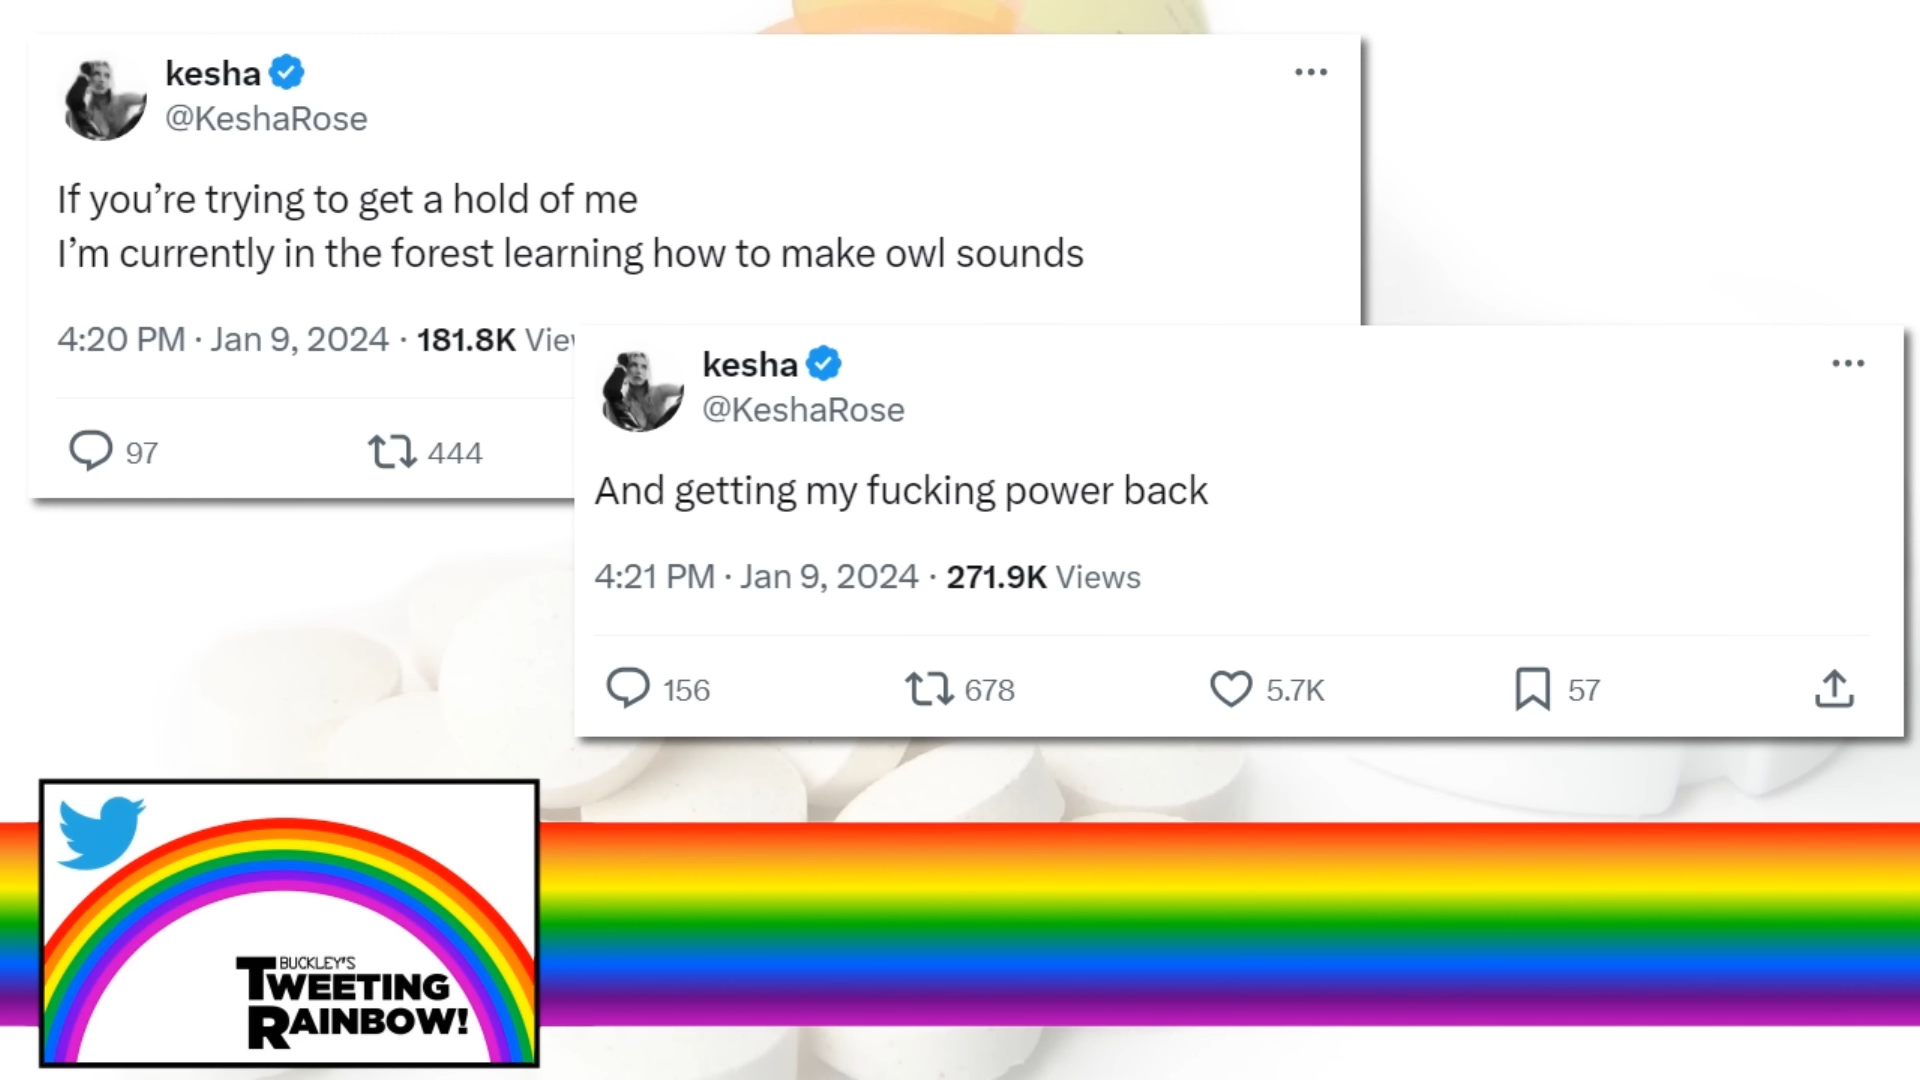 kesha
@KeshaRose
If you’re trying to get a hold of me
I’m currently in the forest learning how to make owl sounds
4:20 PM · Jan 9, 2024 · 181.8K Vie
97 444
kesha
@KeshaRose
And getting my fucking power back
4:21 PM · Jan 9, 2024 · 271.9K Views
156 678 5.7K 57
BUCKLEY'S
TWEETING
RAINBOW!